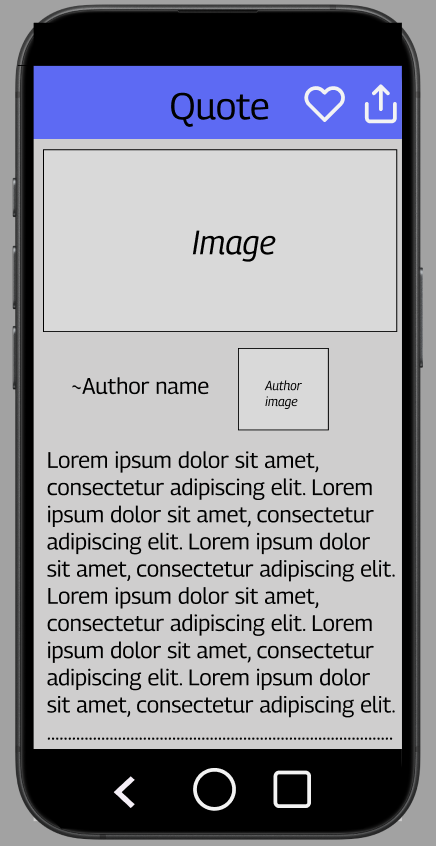 Quote
Image
~Author name
Author
image
Lorem ipsum dolor sit amet,
consectetur adipiscing elit. Lorem
ipsum dolor sit amet, consectetur
adipiscing elit. Lorem ipsum dolor
sit amet, consectetur adipiscing elit.
Lorem ipsum dolor sit amet,
consectetur adipiscing elit. Lorem
ipsum dolor sit amet, consectetur
adipiscing elit. Lorem ipsum dolor
sit amet, consectetur adipiscing elit.